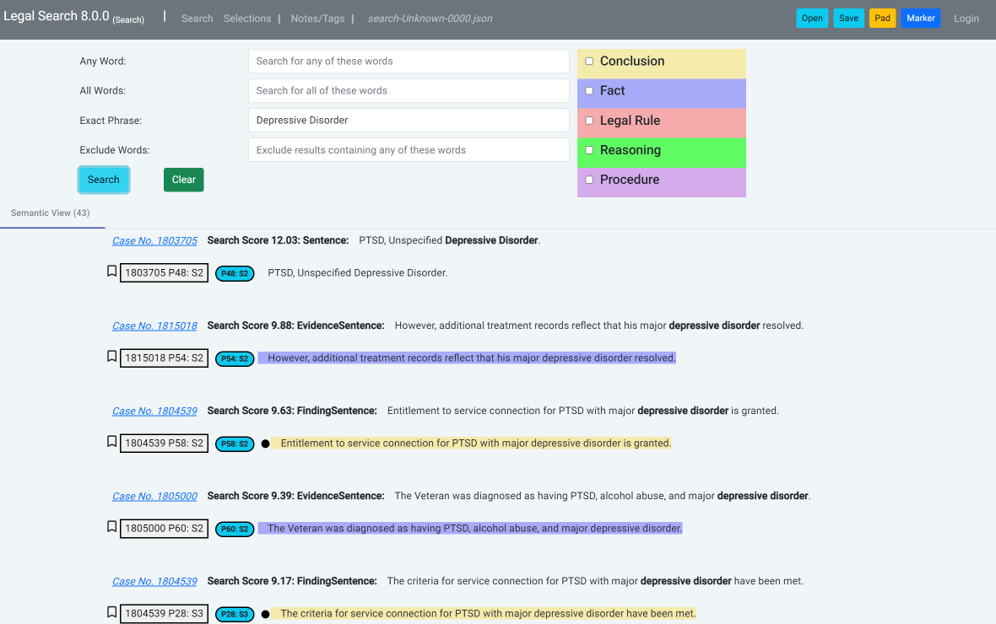 Legal Search 8.0.0 (Search) | Search Selections | Notes/Tags | search-Unknown-0000.json Open Save Pad Marker Login
Any Word: Search for any of these words Conclusion
All Words: Search for all of these words Fact
Exact Phrase: Depressive Disorder Legal Rule
Exclude Words: Exclude results containing any of these words Reasoning
Search Clear Procedure
Semantic View (43)
Case No. 1803705 Search Score 12.03: Sentence: PTSD, Unspecified Depressive Disorder.
1803705 P48: S2 P48: S2 PTSD, Unspecified Depressive Disorder.
Case No. 1815018 Search Score 9.88: EvidenceSentence: However, additional treatment records reflect that his major depressive disorder resolved.
1815018 P54: S2 P54: S2 However, additional treatment records reflect that his major depressive disorder resolved.
Case No. 1804539 Search Score 9.63: FindingSentence: Entitlement to service connection for PTSD with major depressive disorder is granted.
1804539 P58: S2 P58: S2 Entitlement to service connection for PTSD with major depressive disorder is granted.
Case No. 1805000 Search Score 9.39: EvidenceSentence: The Veteran was diagnosed as having PTSD, alcohol abuse, and major depressive disorder.
1805000 P60: S2 P60: S2 The Veteran was diagnosed as having PTSD, alcohol abuse, and major depressive disorder.
Case No. 1804539 Search Score 9.17: FindingSentence: The criteria for service connection for PTSD with major depressive disorder have been met.
1804539 P28: S3 P28: S3 The criteria for service connection for PTSD with major depressive disorder have been met.